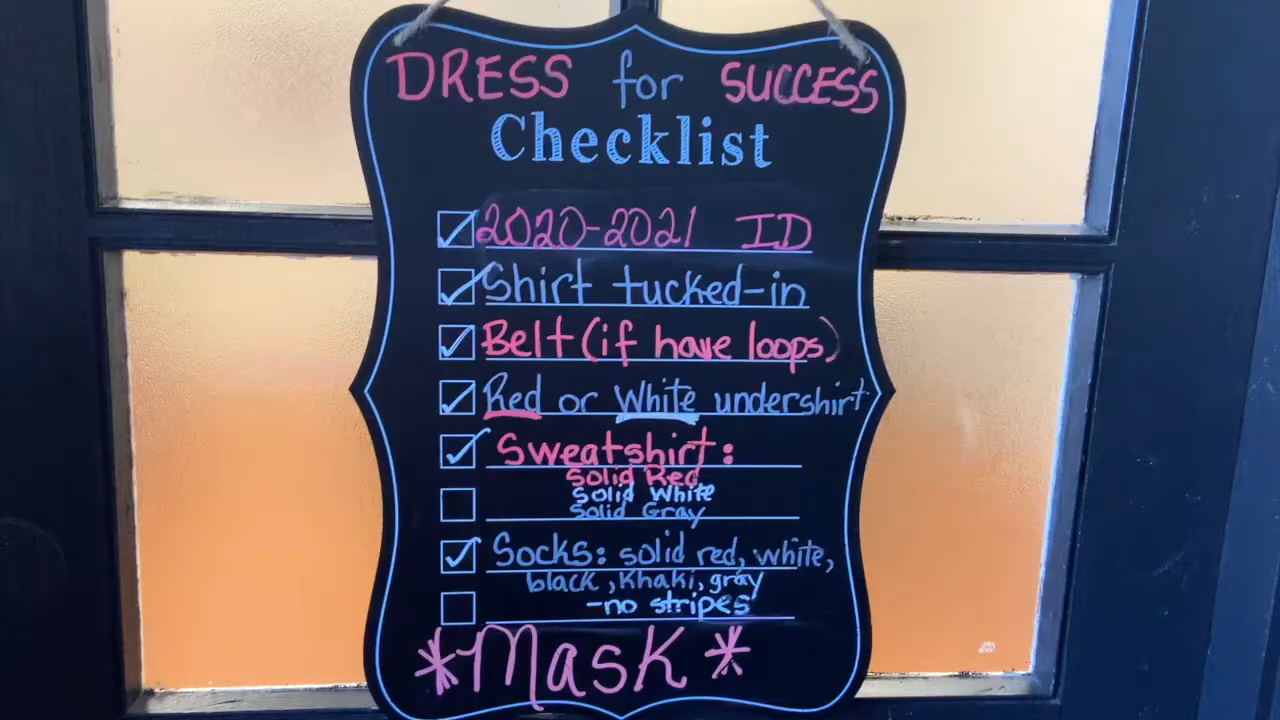 DRESS for SUCCESS
Checklist
2020-2021 ID
Shirt tucked-in
Belt (if have loops)
Red or White undershirt
Sweatshirt:
Solid Red
Solid White
Solid Gray
Socks: solid red, white,
black, khaki, gray
-no stripes
*Mask*